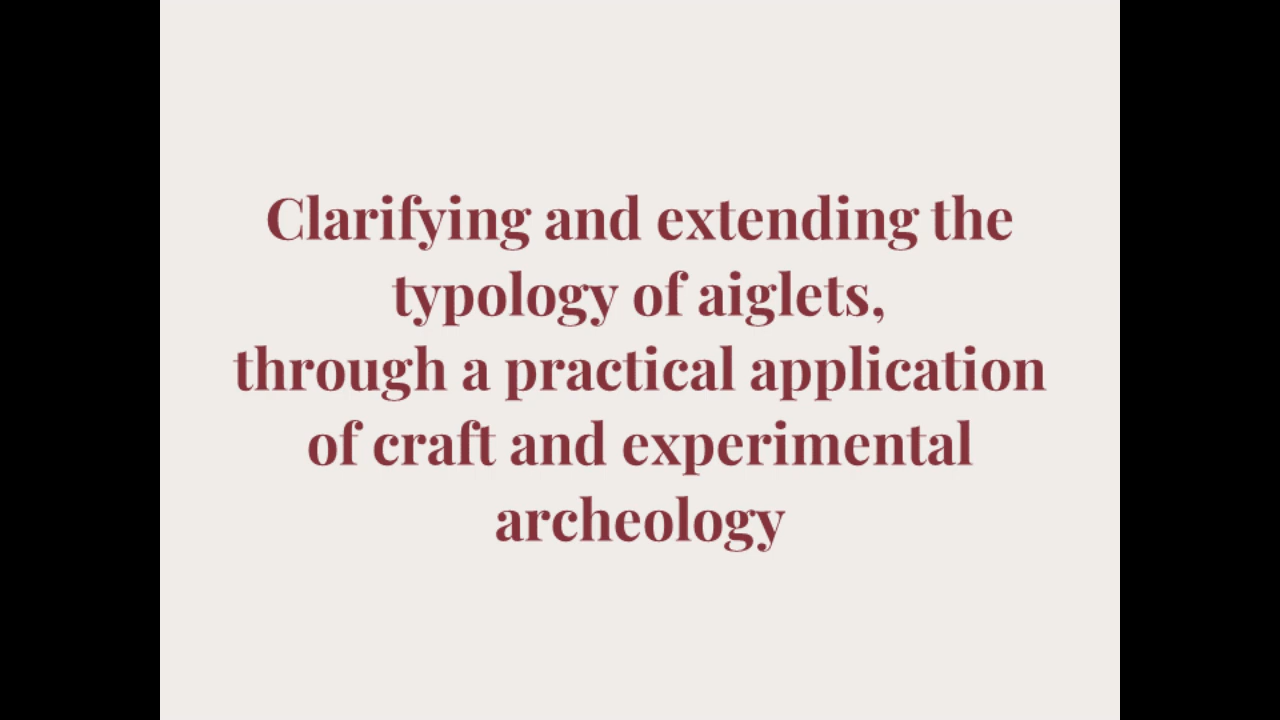 Clarifying and extending the
typology of aiglets,
through a practical application
of craft and experimental
archeology